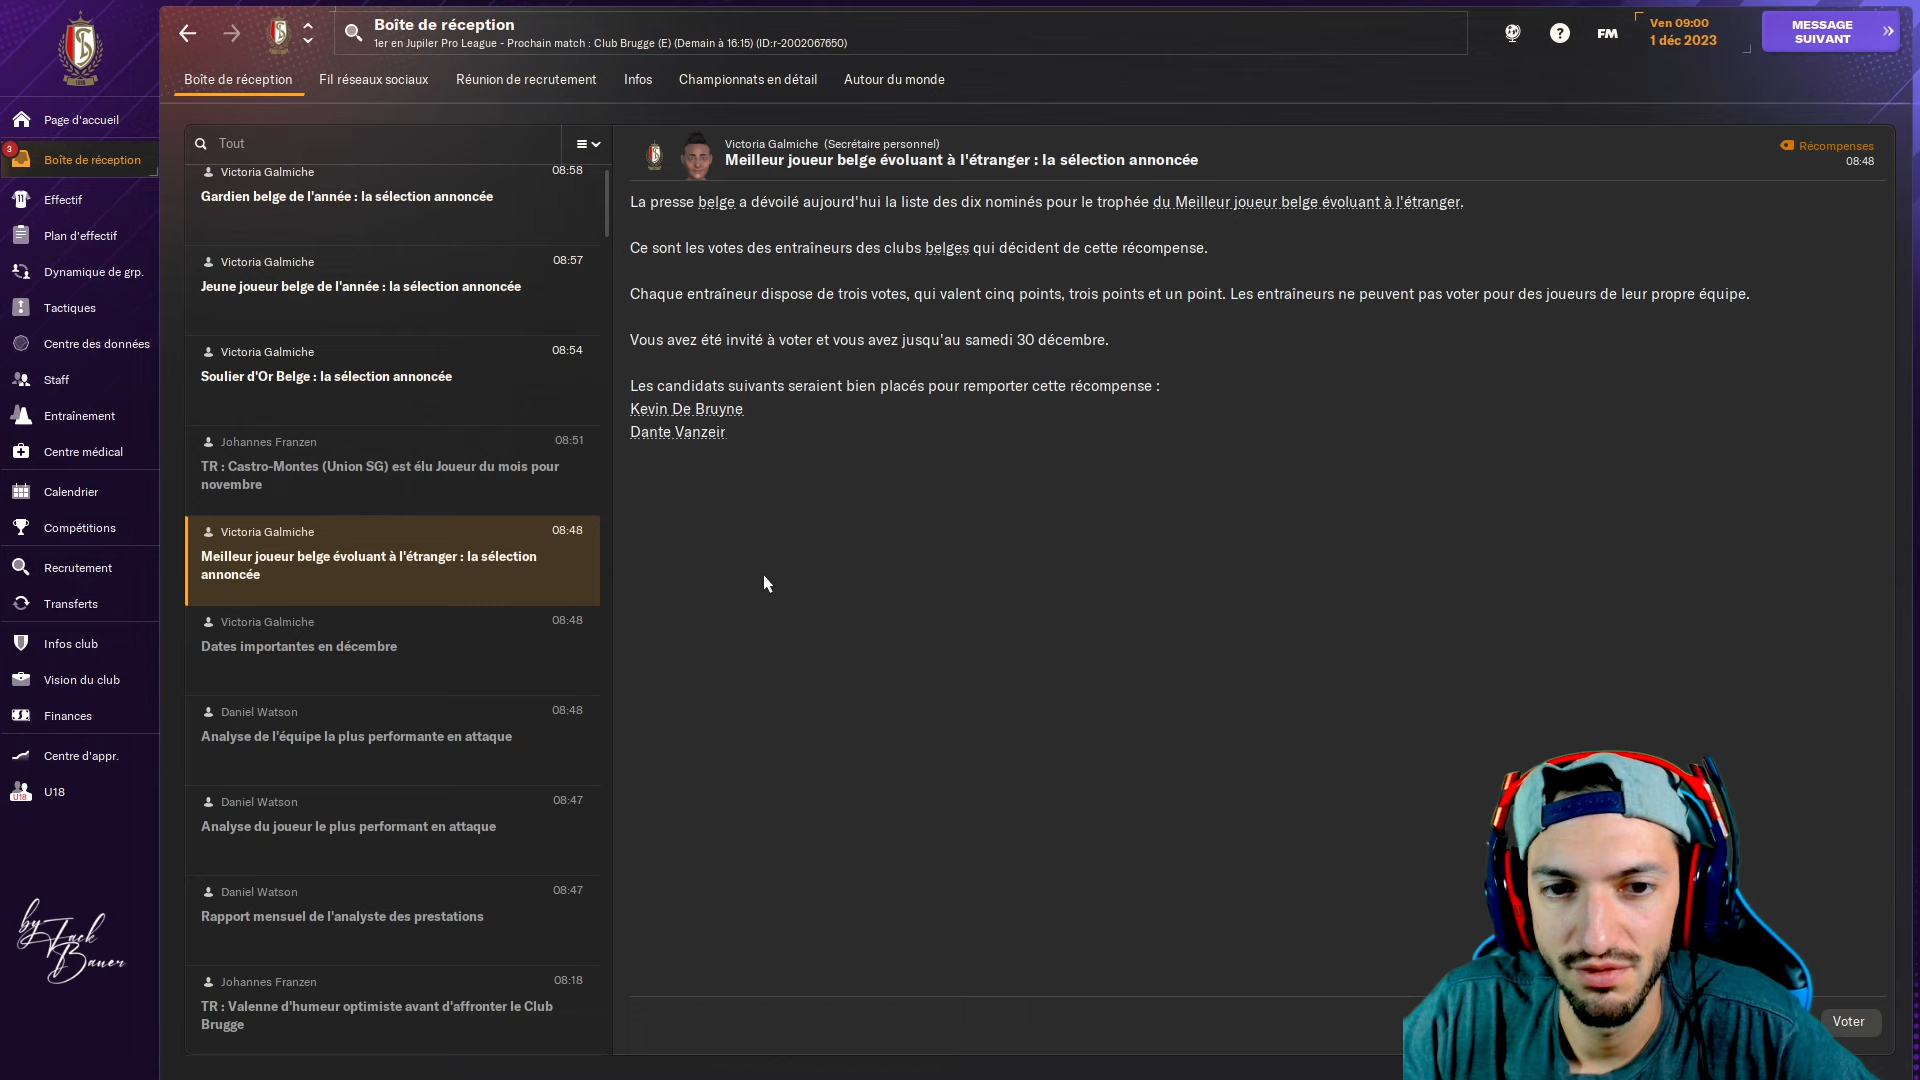 Boîte de réception
1er en Jupiler Pro League - Prochain match : Club Brugge (E) (Demain à 16:15) (ID:r-2002067650)
FM
Ven 09:00
1 déc 2023
MESSAGE
SUIVANT
Boîte de réception
Fil réseaux sociaux
Réunion de recrutement
Infos
Championnats en détail
Autour du monde
Page d'accueil
3
Boîte de réception
Effectif
Plan d'effectif
Dynamique de grp.
Tactiques
Centre des données
Staff
Entraînement
Centre médical
Calendrier
Compétitions
Recrutement
Transferts
Infos club
Vision du club
Finances
Centre d'appr.
U18
U18
by Jack
Bauer
Tout
Victoria Galmiche 08:58
Gardien belge de l'année : la sélection annoncée
Victoria Galmiche 08:57
Jeune joueur belge de l'année : la sélection annoncée
Victoria Galmiche 08:54
Soulier d'Or Belge : la sélection annoncée
Johannes Franzen 08:51
TR : Castro-Montes (Union SG) est élu Joueur du mois pour
novembre
Victoria Galmiche 08:48
Meilleur joueur belge évoluant à l'étranger : la sélection
annoncée
Victoria Galmiche 08:48
Dates importantes en décembre
Daniel Watson 08:48
Analyse de l'équipe la plus performante en attaque
Daniel Watson 08:47
Analyse du joueur le plus performant en attaque
Daniel Watson 08:47
Rapport mensuel de l'analyste des prestations
Johannes Franzen 08:18
TR : Valenne d'humeur optimiste avant d'affronter le Club
Brugge
Victoria Galmiche (Secrétaire personnel)
Meilleur joueur belge évoluant à l'étranger : la sélection annoncée
Récompenses
08:48
La presse belge a dévoilé aujourd'hui la liste des dix nominés pour le trophée du Meilleur joueur belge évoluant à l'étranger.
Ce sont les votes des entraîneurs des clubs belges qui décident de cette récompense.
Chaque entraîneur dispose de trois votes, qui valent cinq points, trois points et un point. Les entraîneurs ne peuvent pas voter pour des joueurs de leur propre équipe.
Vous avez été invité à voter et vous avez jusqu'au samedi 30 décembre.
Les candidats suivants seraient bien placés pour remporter cette récompense :
Kevin De Bruyne
Dante Vanzeir
Voter